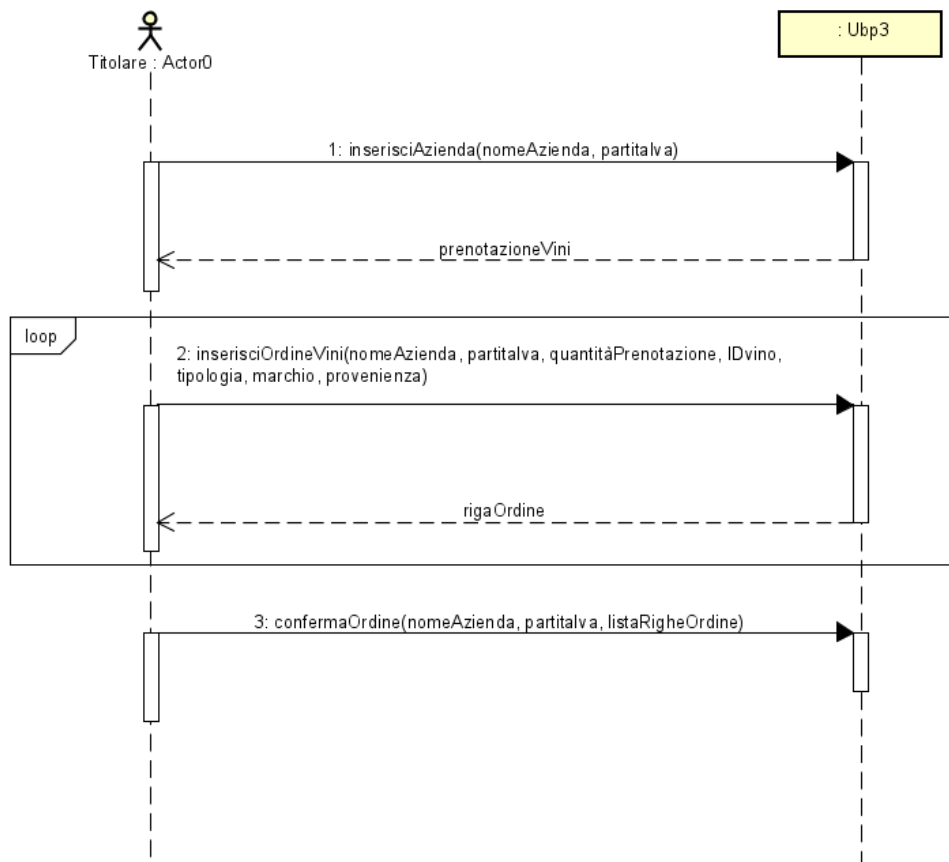 Titolare : Actor0
: Ubp3
1: inserisciAzienda(nomeAzienda, partitaIva)
prenotazioneVini
loop
2: inserisciOrdineVini(nomeAzienda, partitaIva, quantitàPrenotazione, IDvino,
tipologia, marchio, provenienza)
rigaOrdine
3: confermaOrdine(nomeAzienda, partitaIva, listaRigheOrdine)